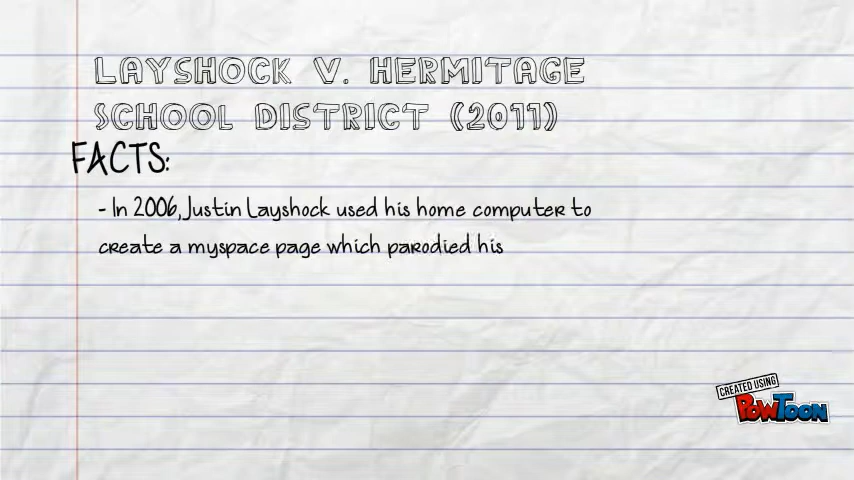 LAYSHOCK V. HERMITAGE
SCHOOL DISTRICT (2011)
FACTS:
- In 2006, Justin Layshock used his home computer to
create a myspace page which parodied his
CREATED USING
POWTOON